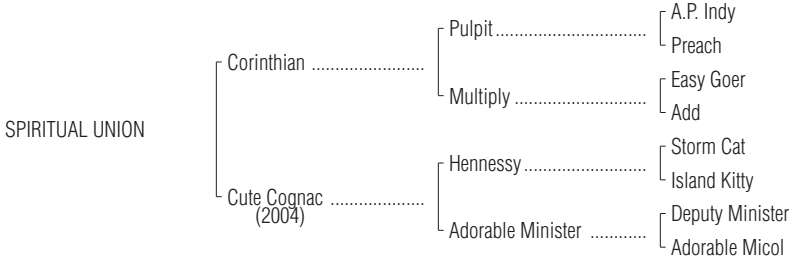 A.P. Indy
Pulpit
Preach
Corinthian
Easy Goer
Multiply
Add
SPIRITUAL UNION
Storm Cat
Hennessy
Island Kitty
Cute Cognac
(2004)
Deputy Minister
Adorable Minister
Adorable Micol